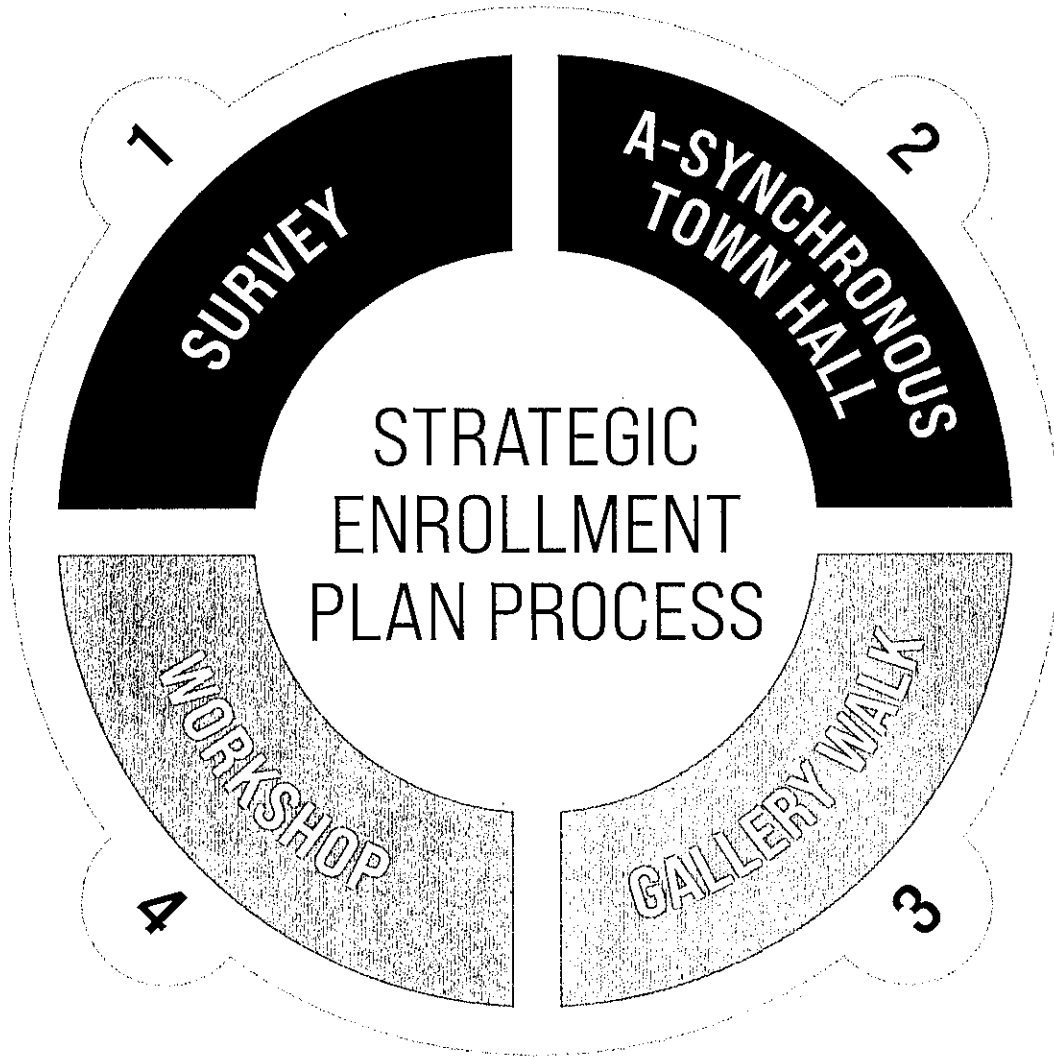 1
SURVEY
2
A-SYNCHRONOUS
TOWN HALL
STRATEGIC
ENROLLMENT
PLAN PROCESS
3
GALLERY WALK
4
WORKSHOP